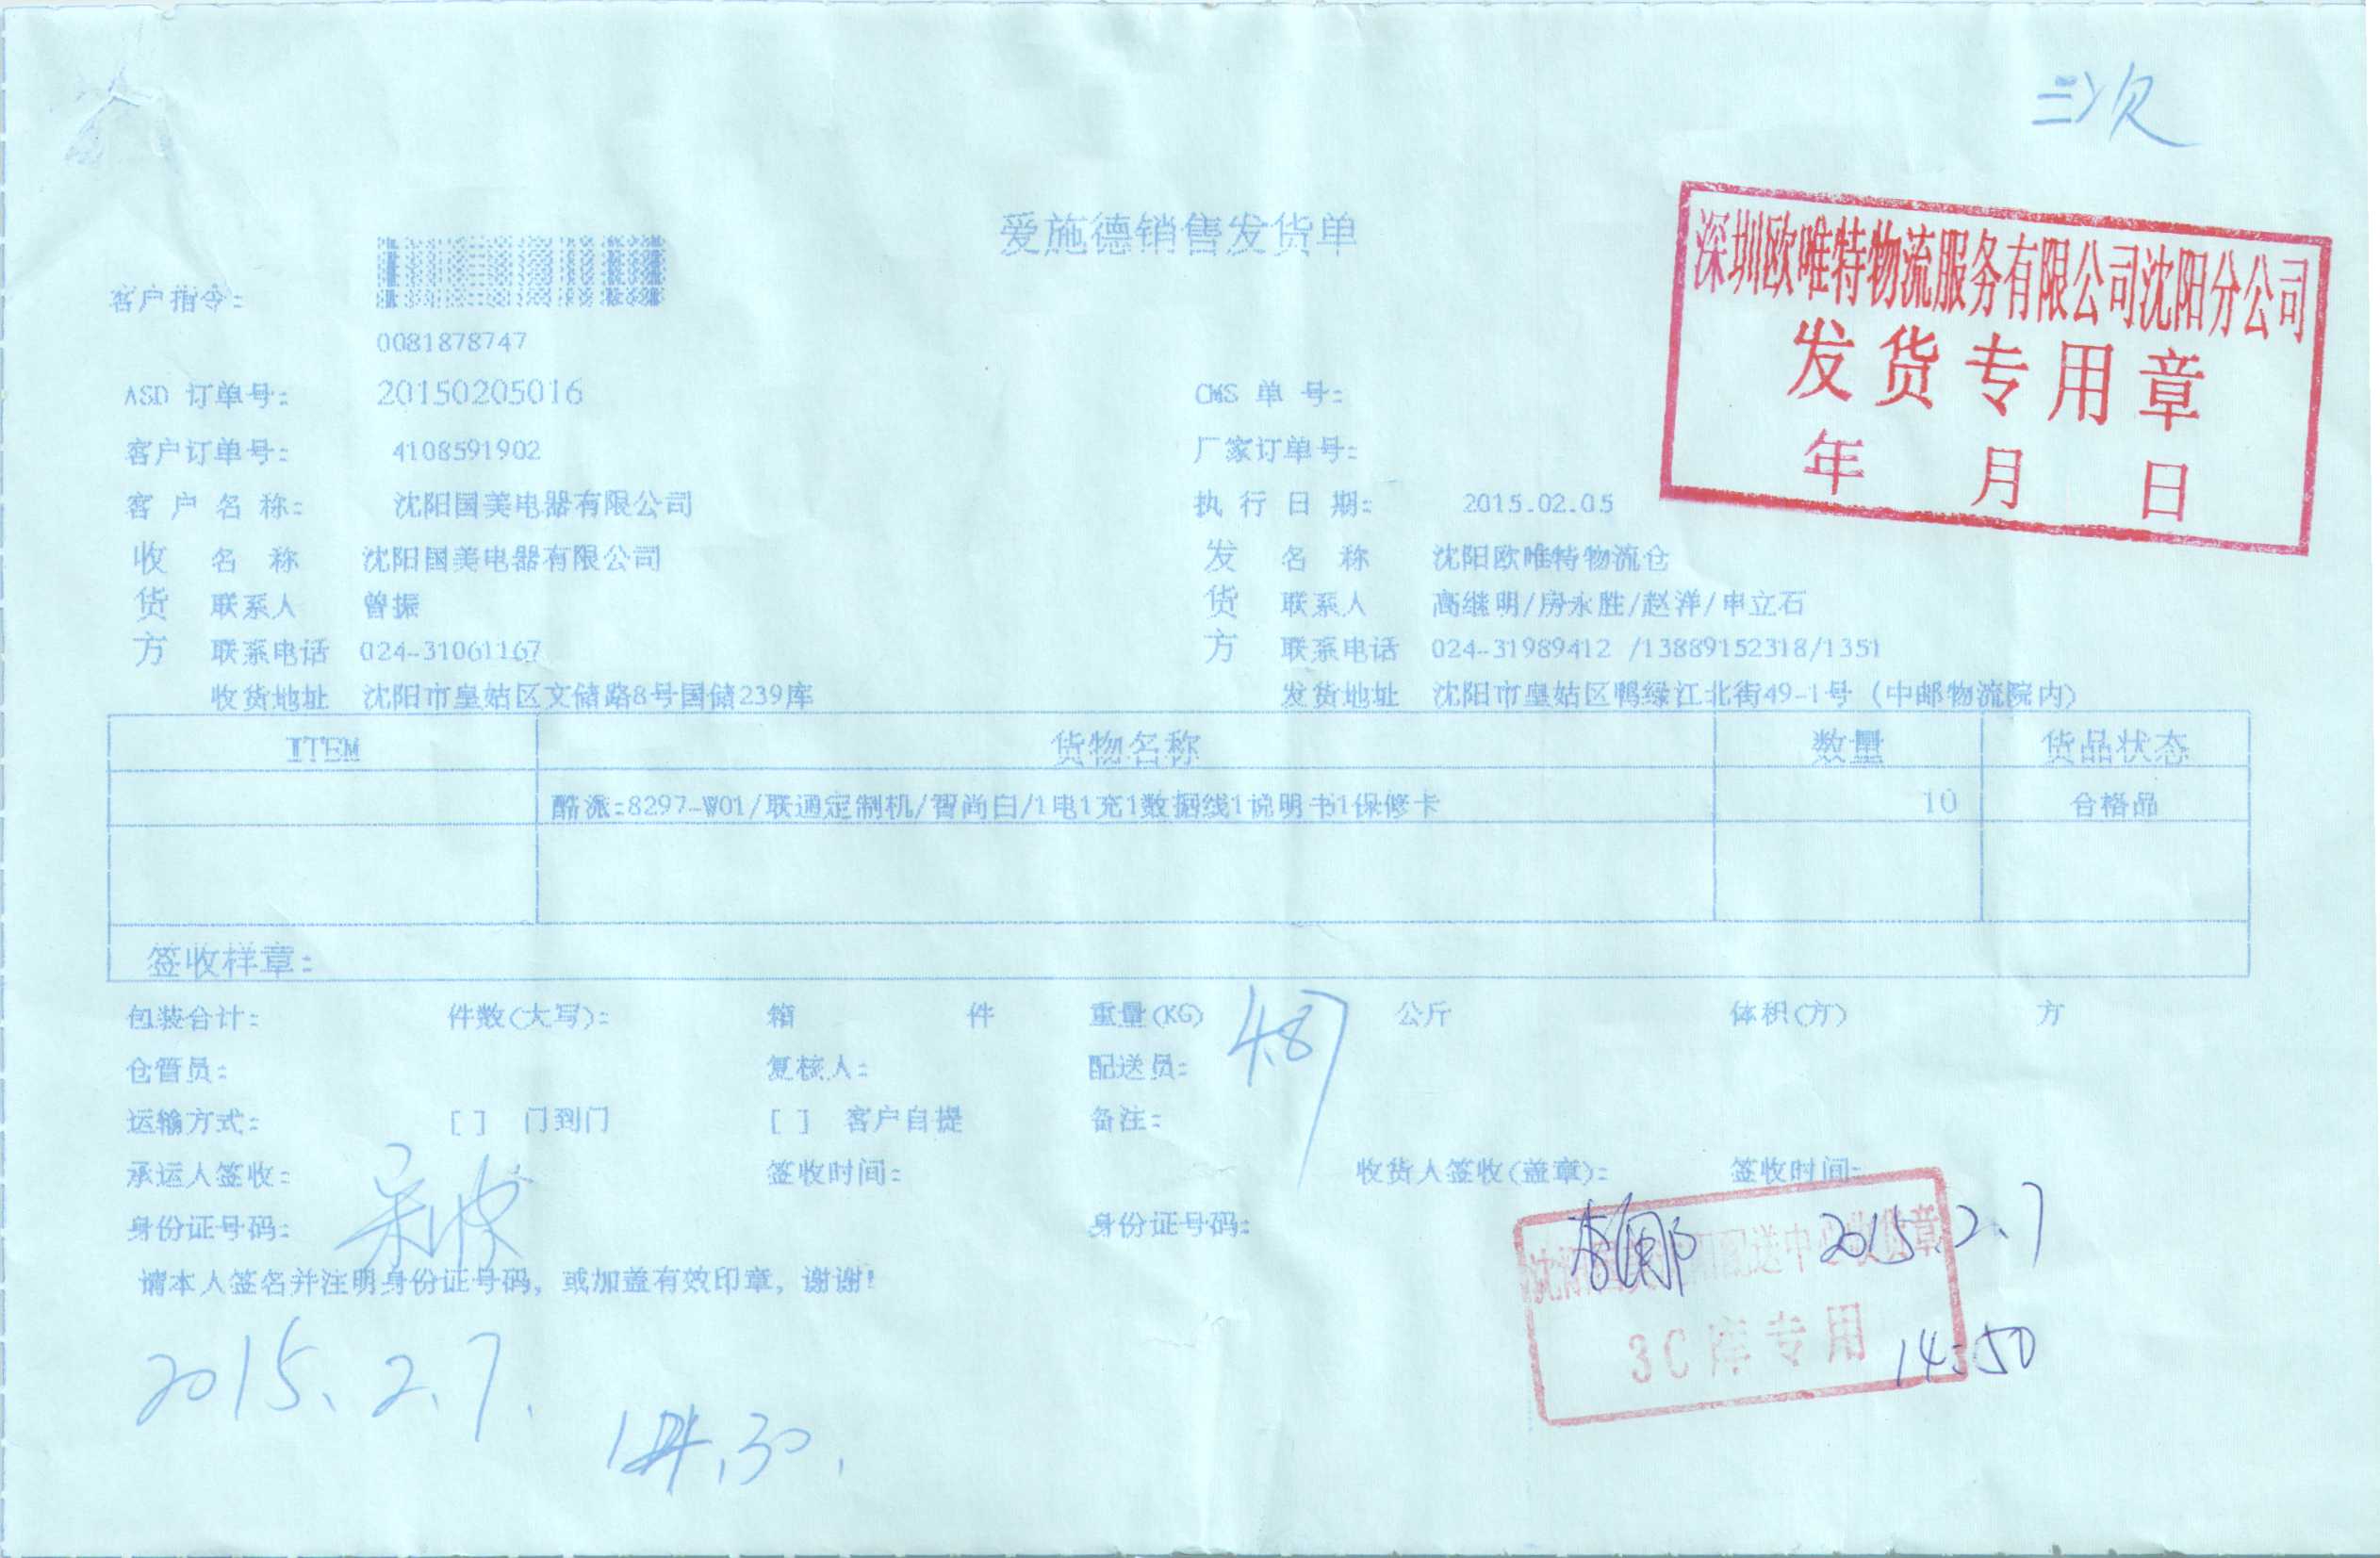 二次
爱施德销售发货单
深圳欧唯特物流服务有限公司沈阳分公司
发货专用章
年 月 日
客户指令:
0081878747
ASD 订单号: 20150205016 CMS 单 号:
客户订单号: 4108591902 厂家订单号:
客 户 名 称: 沈阳国美电器有限公司 执 行 日 期: 2015.02.05
收 名 称 沈阳国美电器有限公司 发 名 称 沈阳欧唯特物流仓
货 联系人 曾振 货 联系人 高继明/房永胜/赵洋/申立石
方 联系电话 024-31061167 方 联系电话 024-31989412 /13889152318/1351
收货地址 沈阳市皇姑区文储路8号国储239库 发货地址 沈阳市皇姑区鸭绿江北街49-1号 (中邮物流院内)
ITEM 货物名称 数量 货品状态
酷派:8297-W01/联通定制机/智尚白/1电1充1数据线1说明书1保修卡 10 合格品
签收样章:
包装合计: 件数(大写): 箱 件 重量(KG) 4.87 公斤 体积(方) 方
仓管员: 复核人: 配送员:
运输方式: [ ] 门到门 [ ] 客户自提 备注:
承运人签收: 签收时间: 收货人签收(盖章): 签收时间:
身份证号码: 身份证号码: 2015.2.7
请本人签名并注明身份证号码, 或加盖有效印章, 谢谢!
3C库专用 14:50
2015.2.7.
14.30.